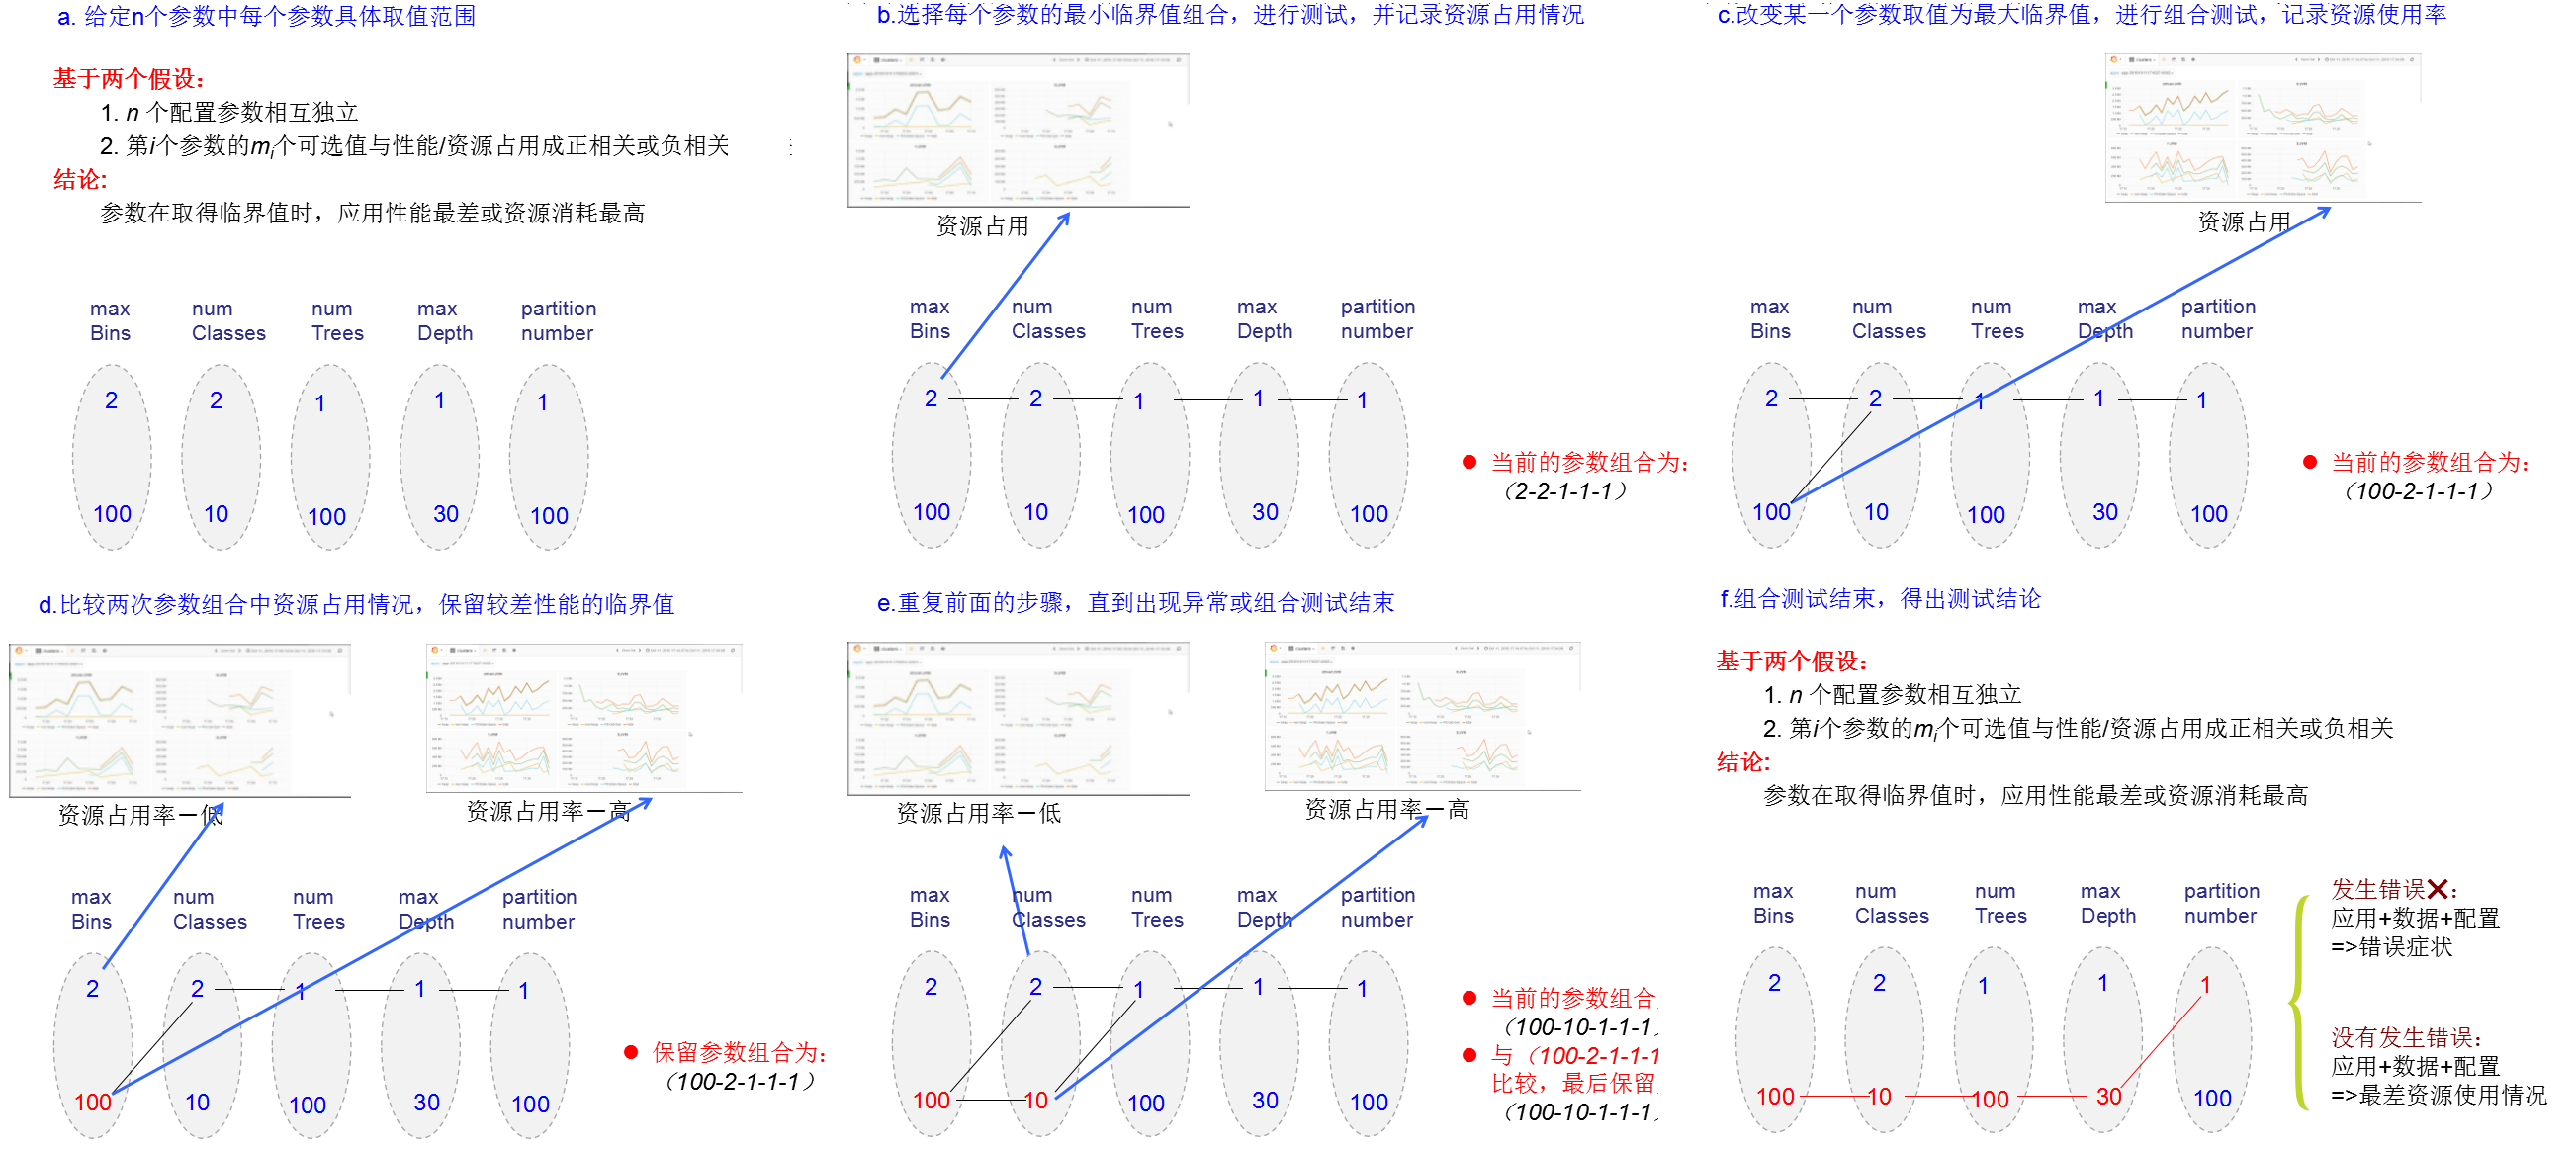 a. 给定n个参数中每个参数具体取值范围
基于两个假设：
1. n 个配置参数相互独立
2. 第i个参数的mi个可选值与性能/资源占用成正相关或负相关
结论:
参数在取得临界值时，应用性能最差或资源消耗最高
max Bins
num Classes
num Trees
max Depth
partition number
2 2 1 1 1
100 10 100 30 100
b.选择每个参数的最小临界值组合，进行测试，并记录资源占用情况
资源占用
max Bins
num Classes
num Trees
max Depth
partition number
2 2 1 1 1
100 10 100 30 100
当前的参数组合为：
（2-2-1-1-1）
c.改变某一个参数取值为最大临界值，进行组合测试，记录资源使用率
资源占用
max Bins
num Classes
num Trees
max Depth
partition number
2 2 1 1 1
100 10 100 30 100
当前的参数组合为：
（100-2-1-1-1）
d.比较两次参数组合中资源占用情况，保留较差性能的临界值
资源占用率－低
资源占用率－高
max Bins
num Classes
num Trees
max Depth
partition number
2 2 1 1 1
100 10 100 30 100
保留参数组合为：
（100-2-1-1-1）
e.重复前面的步骤，直到出现异常或组合测试结束
资源占用率－低
资源占用率－高
max Bins
num Classes
num Trees
max Depth
partition number
2 2 1 1 1
100 10 100 30 100
当前的参数组合
（100-10-1-1-1
与（100-2-1-1-1
比较，最后保留
（100-10-1-1-1
f.组合测试结束，得出测试结论
基于两个假设：
1. n 个配置参数相互独立
2. 第i个参数的mi个可选值与性能/资源占用成正相关或负相关
结论:
参数在取得临界值时，应用性能最差或资源消耗最高
max Bins
num Classes
num Trees
max Depth
partition number
2 2 1 1 1
100 10 100 30 100
发生错误❌：
应用+数据+配置
=>错误症状
没有发生错误：
应用+数据+配置
=>最差资源使用情况